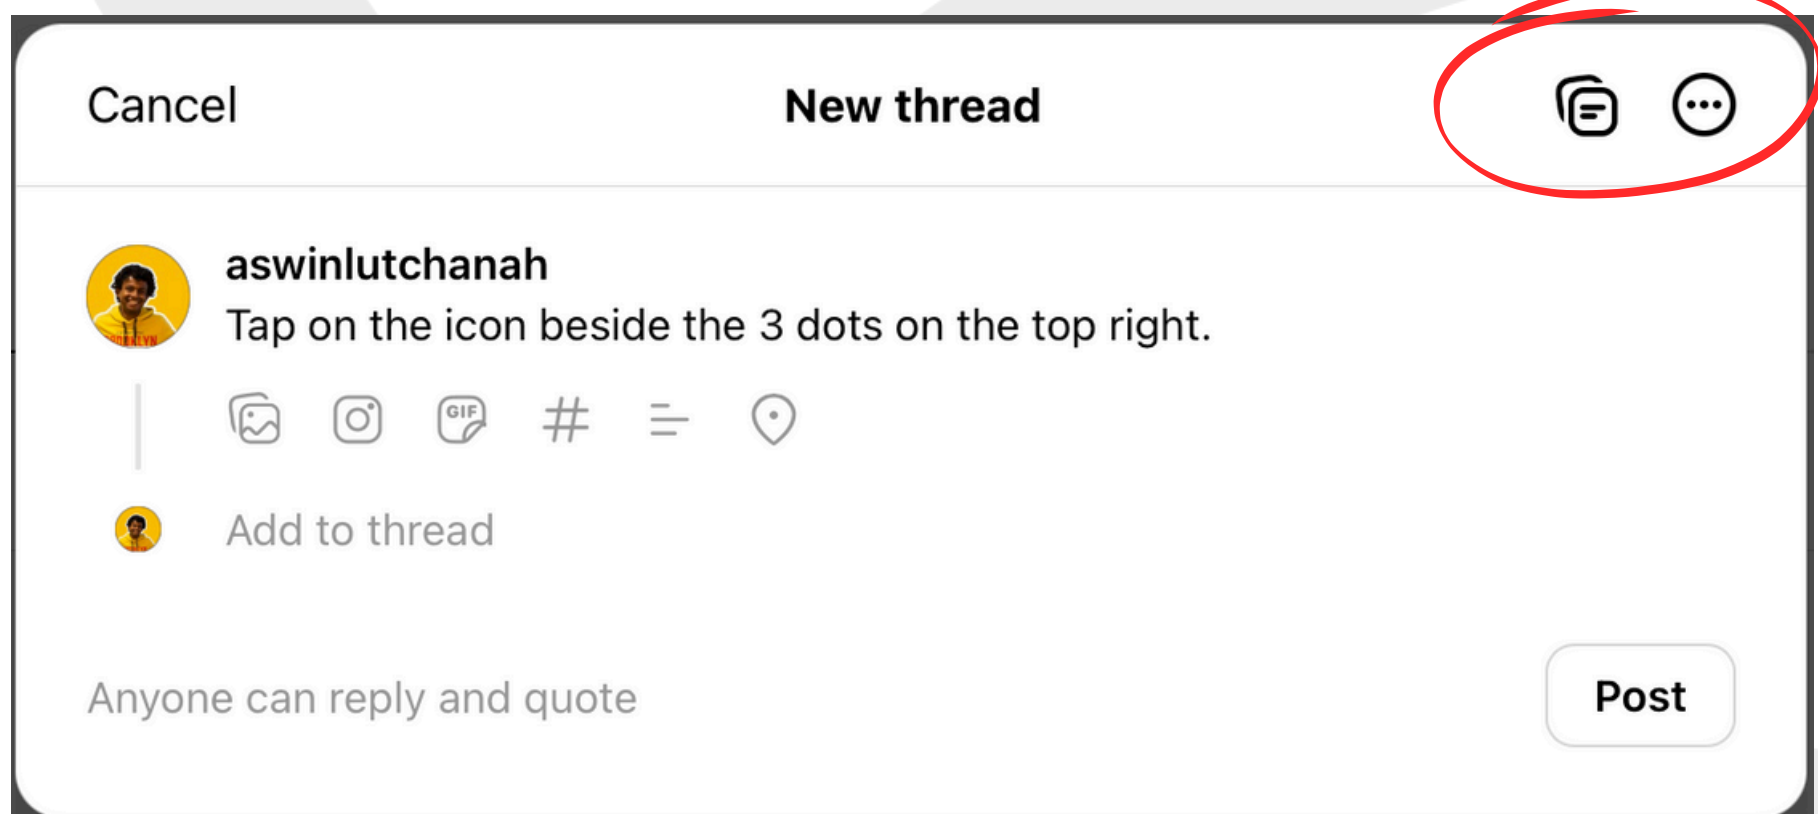 Cancel
New thread
aswinlutchanah
Tap on the icon beside the 3 dots on the top right.
GIF
Add to thread
Anyone can reply and quote
Post